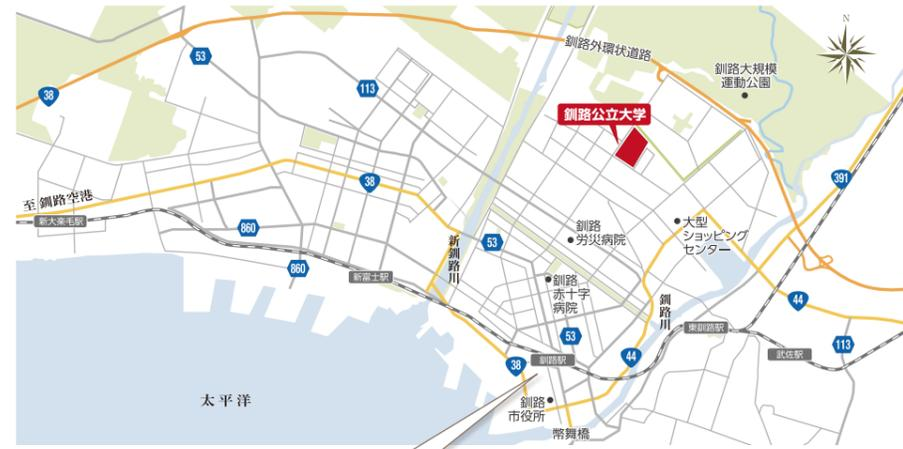 N
釧路外環状道路
53
38
113
釧路大規模
運動公園
釧路公立大学
38
391
至 釧路空港
新大楽毛駅
860
860
新富士駅
新釧路川
53
釧路
労災病院
大型
ショッピング
センター
釧路
赤十字
病院
釧路川
44
53
東釧路駅
113
武佐駅
38
釧路駅
44
太平洋
釧路
市役所
幣舞橋